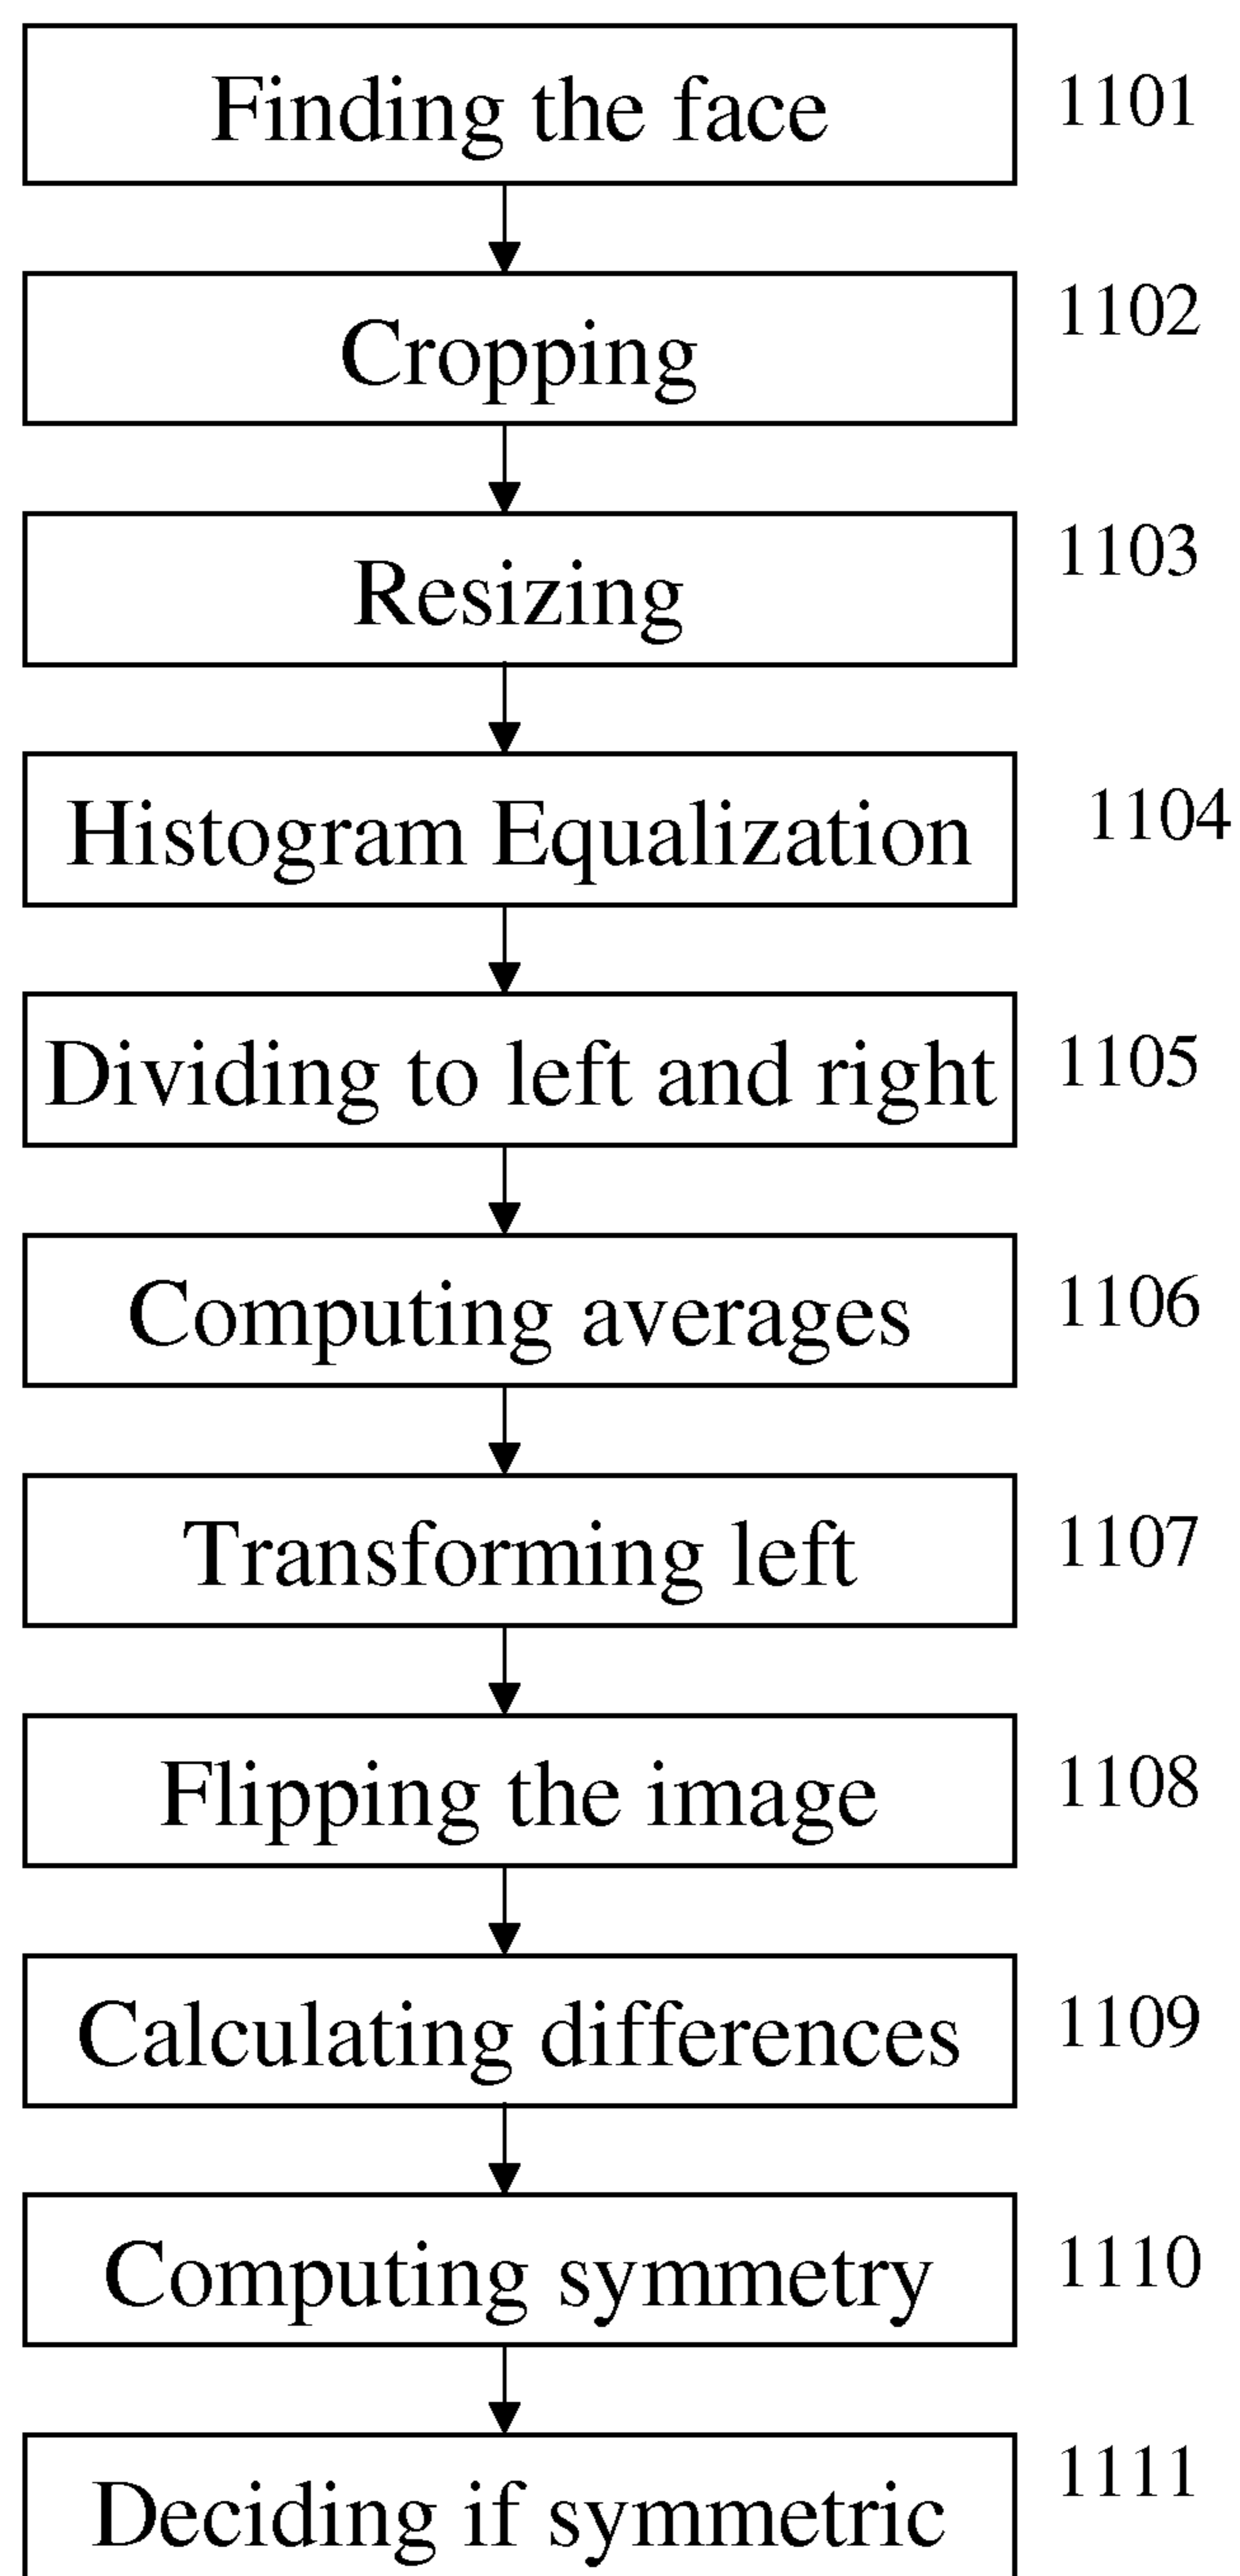 Finding the face 1101
Cropping 1102
Resizing 1103
Histogram Equalization 1104
Dividing to left and right 1105
Computing averages 1106
Transforming left 1107
Flipping the image 1108
Calculating differences 1109
Computing symmetry 1110
Deciding if symmetric 1111